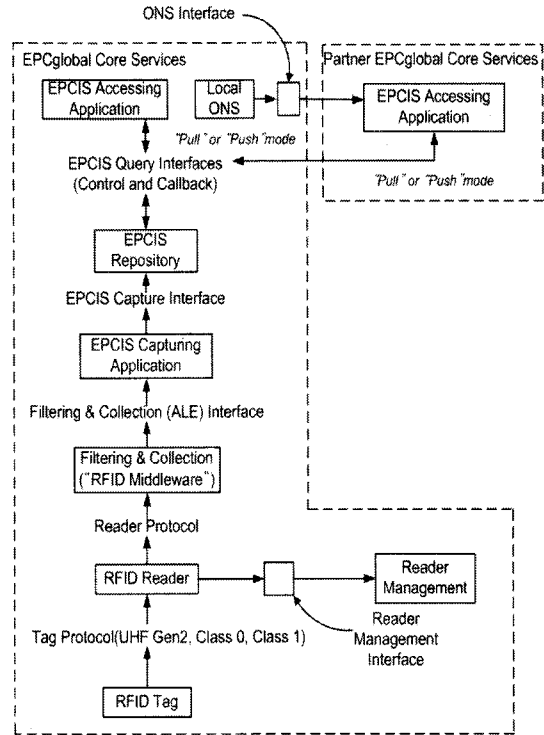 ONS Interface
EPCglobal Core Services
Partner EPCglobal Core Services
EPCIS Accessing
Application
Local
ONS
EPCIS Accessing
Application
"Pull" or "Push"mode
EPCIS Query Interfaces
(Control and Callback)
"Pull" or "Push"mode
EPCIS
Repository
EPCIS Capture Interface
EPCIS Capturing
Application
Filtering & Collection (ALE) Interface
Filtering & Collection
("RFID Middleware")
Reader Protocol
RFID Reader
Reader
Management
Reader
Management
Interface
Tag Protocol(UHF Gen2, Class 0, Class 1)
RFID Tag